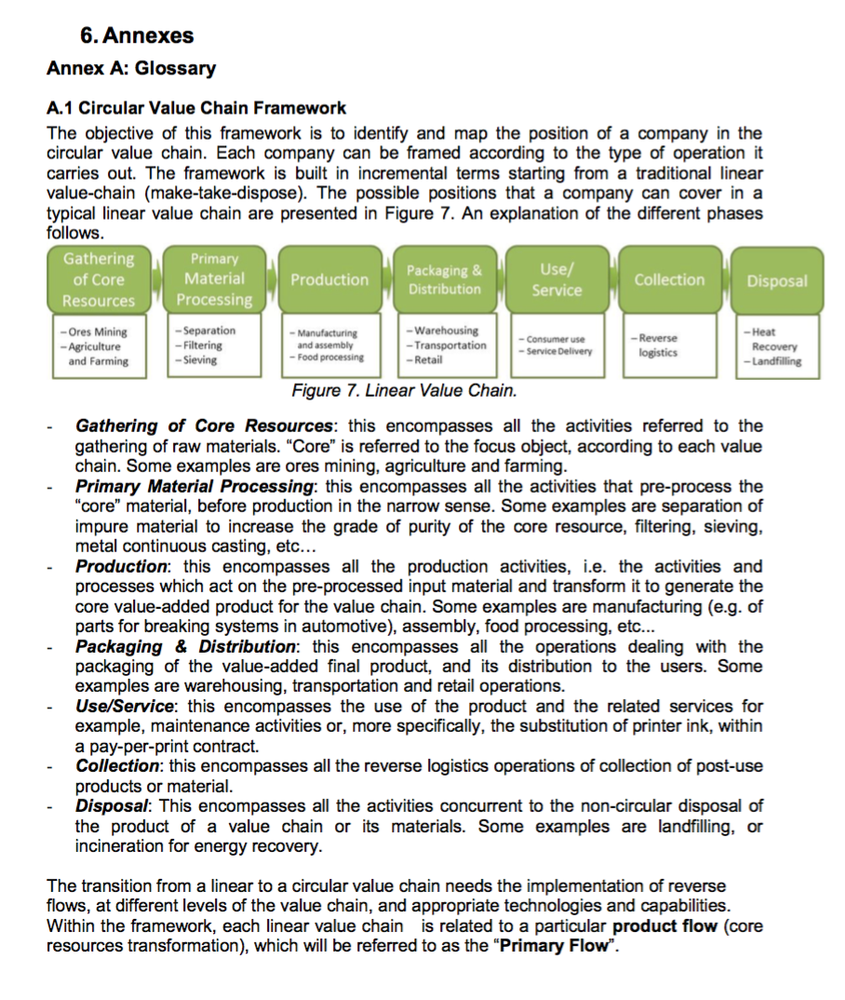 6. Annexes
Annex A: Glossary
A.1 Circular Value Chain Framework
The objective of this framework is to identify and map the position of a company in the
circular value chain. Each company can be framed according to the type of operation it
carries out. The framework is built in incremental terms starting from a traditional linear
value-chain (make-take-dispose). The possible positions that a company can cover in a
typical linear value chain are presented in Figure 7. An explanation of the different phases
follows.
Gathering
of Core
Resources
- Ores Mining
- Agriculture
and Farming
Primary
Material
Processing
- Separation
- Filtering
- Sieving
Production
- Manufacturing
and assembly
- Food processing
Packaging &
Distribution
- Warehousing
- Transportation
- Retail
Use/
Service
- Consumer use
- Service Delivery
Collection
- Reverse
logistics
Disposal
- Heat
Recovery
- Landfilling
Figure 7. Linear Value Chain.
- Gathering of Core Resources: this encompasses all the activities referred to the
gathering of raw materials. “Core” is referred to the focus object, according to each value
chain. Some examples are ores mining, agriculture and farming.
- Primary Material Processing: this encompasses all the activities that pre-process the
“core” material, before production in the narrow sense. Some examples are separation of
impure material to increase the grade of purity of the core resource, filtering, sieving,
metal continuous casting, etc…
- Production: this encompasses all the production activities, i.e. the activities and
processes which act on the pre-processed input material and transform it to generate the
core value-added product for the value chain. Some examples are manufacturing (e.g. of
parts for breaking systems in automotive), assembly, food processing, etc...
- Packaging & Distribution: this encompasses all the operations dealing with the
packaging of the value-added final product, and its distribution to the users. Some
examples are warehousing, transportation and retail operations.
- Use/Service: this encompasses the use of the product and the related services for
example, maintenance activities or, more specifically, the substitution of printer ink, within
a pay-per-print contract.
- Collection: this encompasses all the reverse logistics operations of collection of post-use
products or material.
- Disposal: This encompasses all the activities concurrent to the non-circular disposal of
the product of a value chain or its materials. Some examples are landfilling, or
incineration for energy recovery.
The transition from a linear to a circular value chain needs the implementation of reverse
flows, at different levels of the value chain, and appropriate technologies and capabilities.
Within the framework, each linear value chain is related to a particular product flow (core
resources transformation), which will be referred to as the “Primary Flow”.